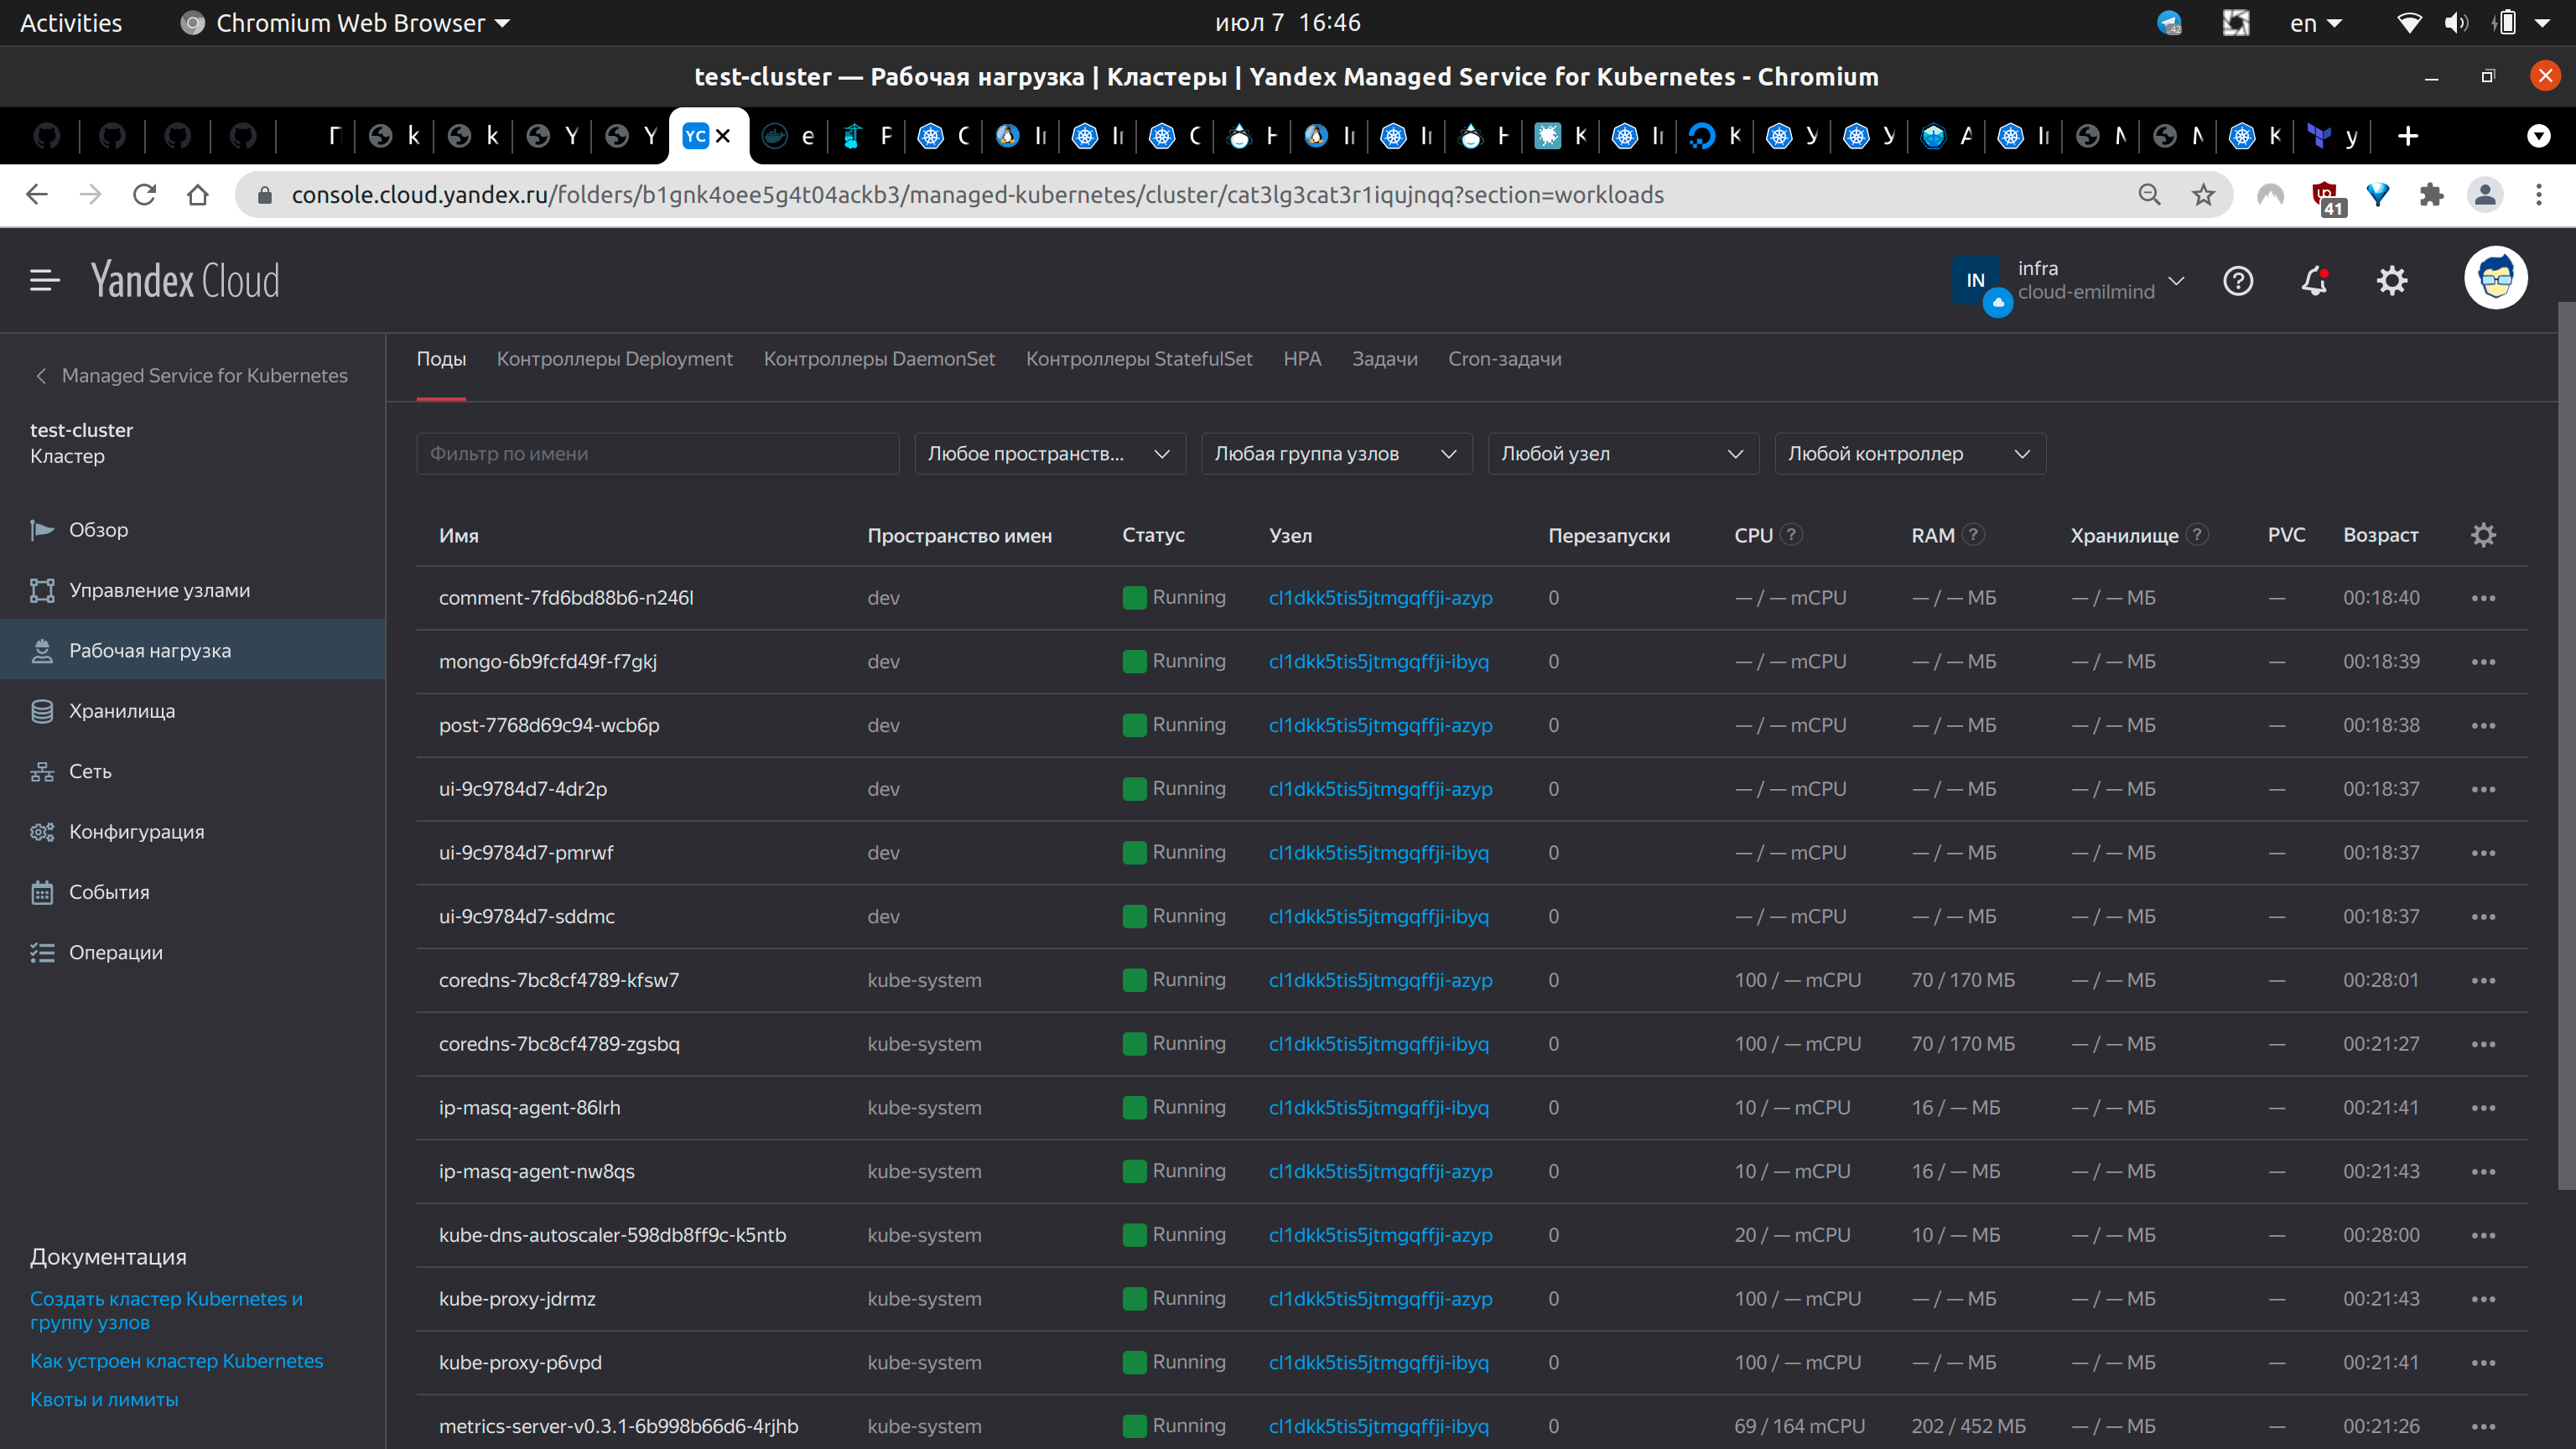 Activities Chromium Web Browser июл 7 16:46 42 en
test-cluster — Рабочая нагрузка | Кластеры | Yandex Managed Service for Kubernetes - Chromium
k k Y YC e P In In In In
console.cloud.yandex.ru/folders/b1gnk4oee5g4t04ackb3/managed-kubernetes/cluster/cat3lg3cat3r1iqujnqq?section=workloads 41
Yandex Cloud
IN infra
cloud-emilmind
Managed Service for Kubernetes
test-cluster
Кластер
Обзор
Управление узлами
Рабочая нагрузка
Хранилища
Сеть
Конфигурация
События
Операции
Документация
Создать кластер Kubernetes и
группу узлов
Как устроен кластер Kubernetes
Квоты и лимиты
Поды Контроллеры Deployment Контроллеры DaemonSet Контроллеры StatefulSet HPA Задачи Cron-задачи
Фильтр по имени Любое пространств... Любая группа узлов Любой узел Любой контроллер
Имя Пространство имен Статус Узел Перезапуски CPU ? RAM ? Хранилище ? PVC Возраст
comment-7fd6bd88b6-n246l dev Running cl1dkk5tis5jtmgqffji-azyp 0 — / — mCPU — / — МБ — / — МБ — 00:18:40
mongo-6b9fcfd49f-f7gkj dev Running cl1dkk5tis5jtmgqffji-ibyq 0 — / — mCPU — / — МБ — / — МБ — 00:18:39
post-7768d69c94-wcb6p dev Running cl1dkk5tis5jtmgqffji-azyp 0 — / — mCPU — / — МБ — / — МБ — 00:18:38
ui-9c9784d7-4dr2p dev Running cl1dkk5tis5jtmgqffji-azyp 0 — / — mCPU — / — МБ — / — МБ — 00:18:37
ui-9c9784d7-pmrwf dev Running cl1dkk5tis5jtmgqffji-ibyq 0 — / — mCPU — / — МБ — / — МБ — 00:18:37
ui-9c9784d7-sddmc dev Running cl1dkk5tis5jtmgqffji-ibyq 0 — / — mCPU — / — МБ — / — МБ — 00:18:37
coredns-7bc8cf4789-kfsw7 kube-system Running cl1dkk5tis5jtmgqffji-azyp 0 100 / — mCPU 70 / 170 МБ — / — МБ — 00:28:01
coredns-7bc8cf4789-zgsbq kube-system Running cl1dkk5tis5jtmgqffji-ibyq 0 100 / — mCPU 70 / 170 МБ — / — МБ — 00:21:27
ip-masq-agent-86lrh kube-system Running cl1dkk5tis5jtmgqffji-ibyq 0 10 / — mCPU 16 / — МБ — / — МБ — 00:21:41
ip-masq-agent-nw8qs kube-system Running cl1dkk5tis5jtmgqffji-azyp 0 10 / — mCPU 16 / — МБ — / — МБ — 00:21:43
kube-dns-autoscaler-598db8ff9c-k5ntb kube-system Running cl1dkk5tis5jtmgqffji-azyp 0 20 / — mCPU 10 / — МБ — / — МБ — 00:28:00
kube-proxy-jdrmz kube-system Running cl1dkk5tis5jtmgqffji-azyp 0 100 / — mCPU — / — МБ — / — МБ — 00:21:43
kube-proxy-p6vpd kube-system Running cl1dkk5tis5jtmgqffji-ibyq 0 100 / — mCPU — / — МБ — / — МБ — 00:21:41
metrics-server-v0.3.1-6b998b66d6-4rjhb kube-system Running cl1dkk5tis5jtmgqffji-ibyq 0 69 / 164 mCPU 202 / 452 МБ — / — МБ — 00:21:26